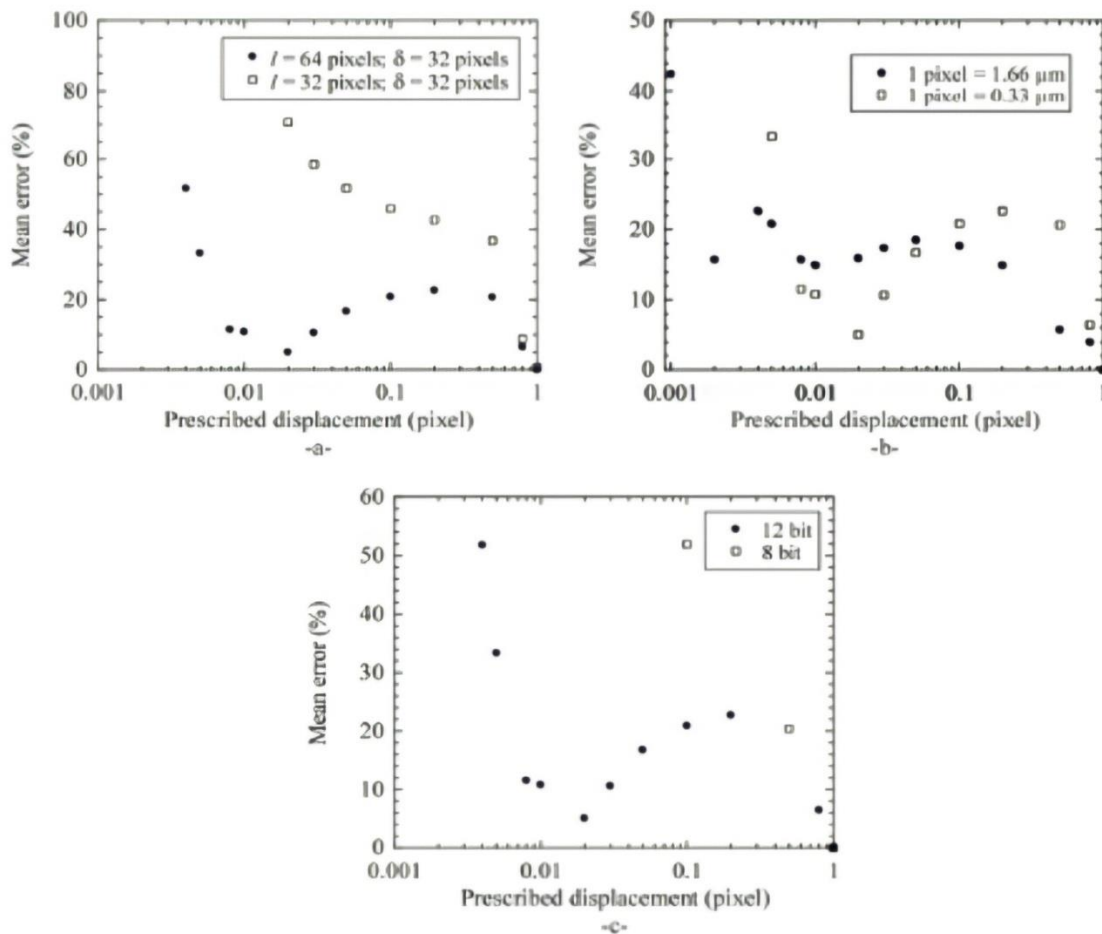 100
80
60
40
20
0
Mean error (%)
l = 64 pixels; δ = 32 pixels
l = 32 pixels; δ = 32 pixels
0.001
0.01
0.1
1
Prescribed displacement (pixel)
-a-
50
40
30
20
10
0
Mean error (%)
1 pixel = 1.66 μm
1 pixel = 0.33 μm
0.001
0.01
0.1
1
Prescribed displacement (pixel)
-b-
60
50
40
30
20
10
0
Mean error (%)
12 bit
8 bit
0.001
0.01
0.1
1
Prescribed displacement (pixel)
-c-